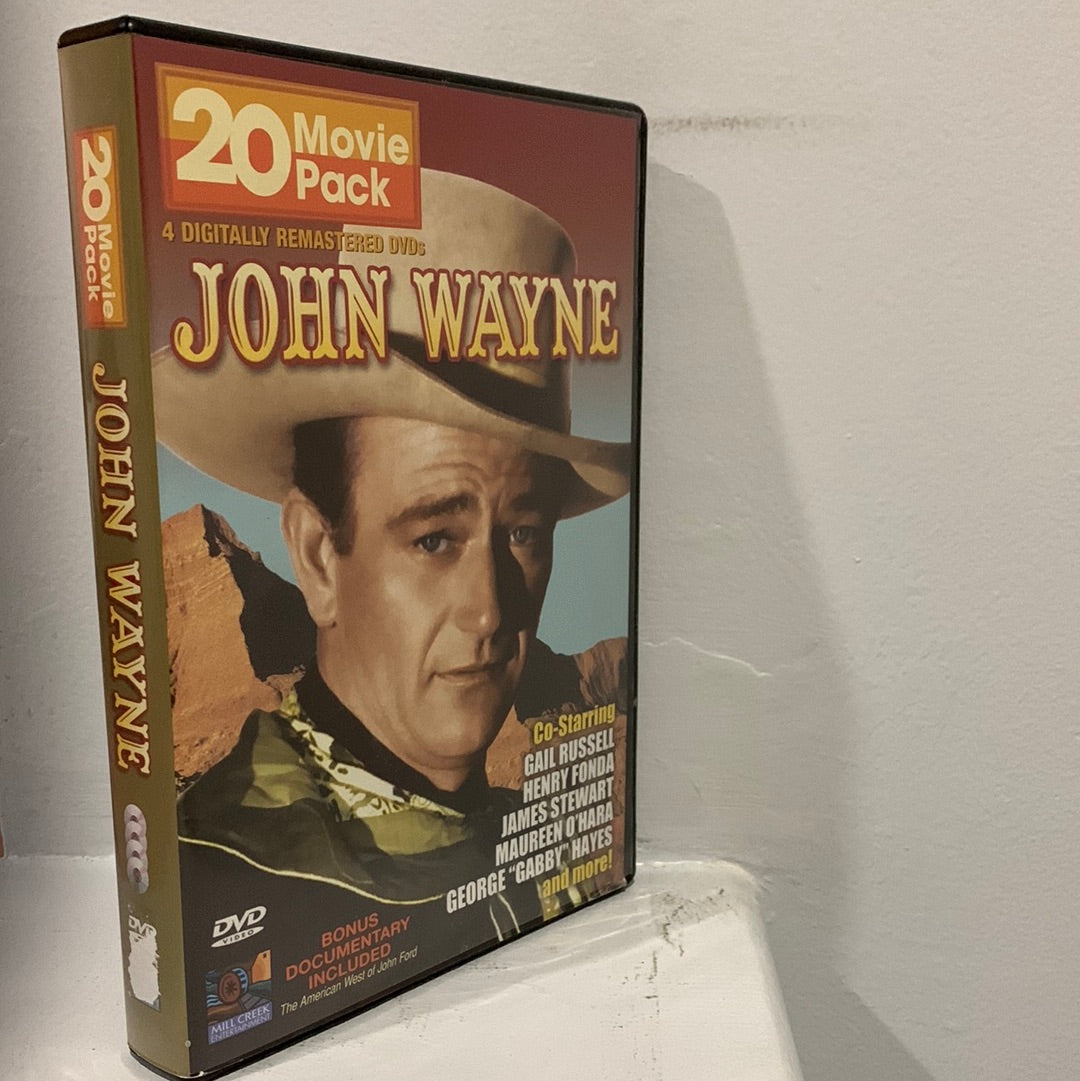 20 Movie
Pack
JOHN WAYNE
DVD
20 Movie
Pack
4 DIGITALLY REMASTERED DVDs
JOHN WAYNE
Co-Starring
GAIL RUSSELL
HENRY FONDA
JAMES STEWART
MAUREEN O'HARA
GEORGE "GABBY" HAYES
and more!
DVD
VIDEO
BONUS
DOCUMENTARY
INCLUDED
The American West of John Ford
MILL CREEK
ENTERTAINMENT